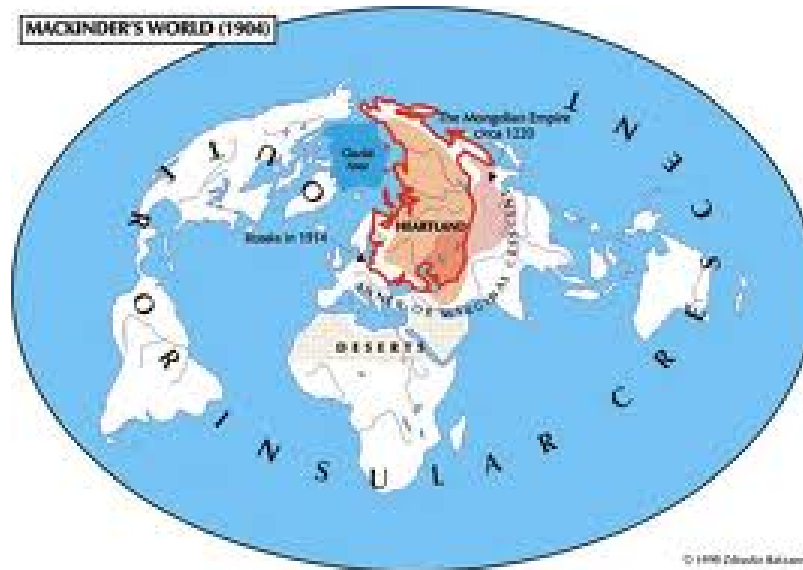 MACKINDER'S WORLD (1904)
The Mongolian Empire
circa 1220
HEARTLAND
Russia in 1914
INNER OR MARGINAL CRESCENT
DESERTS
OUTER OR INSULAR CRESCENT